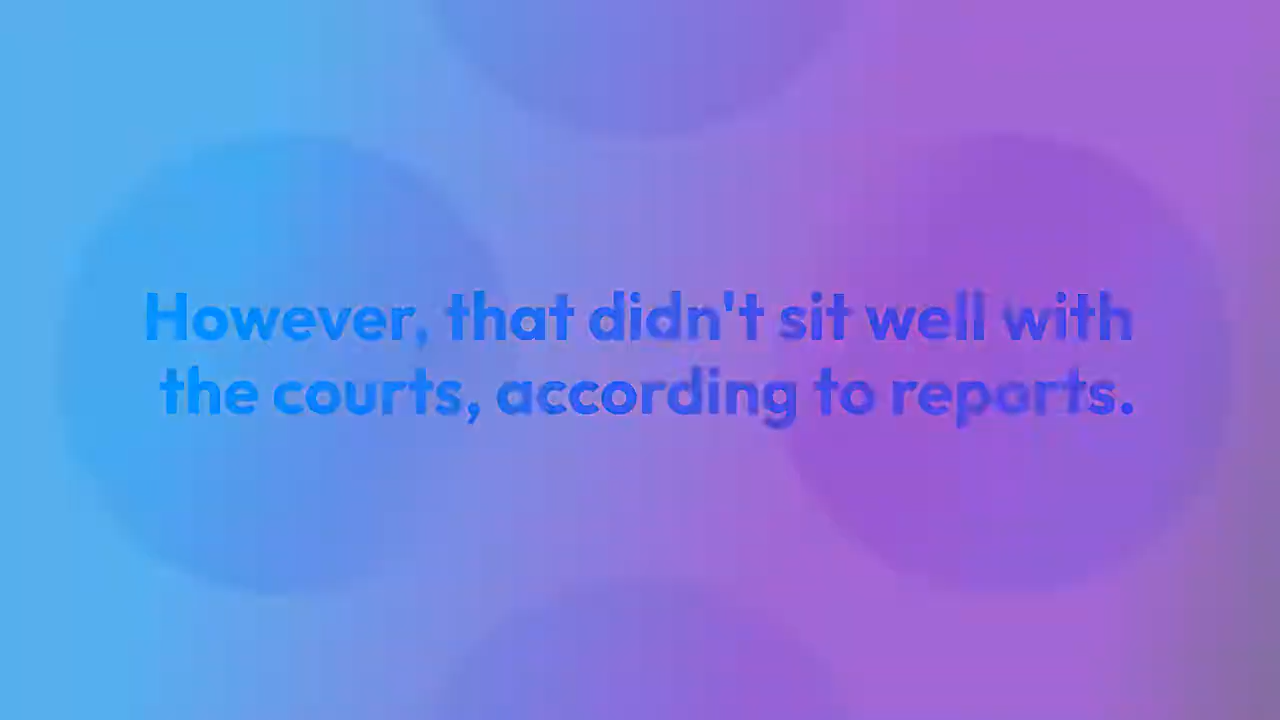 However, that didn't sit well with
the courts, according to reports.